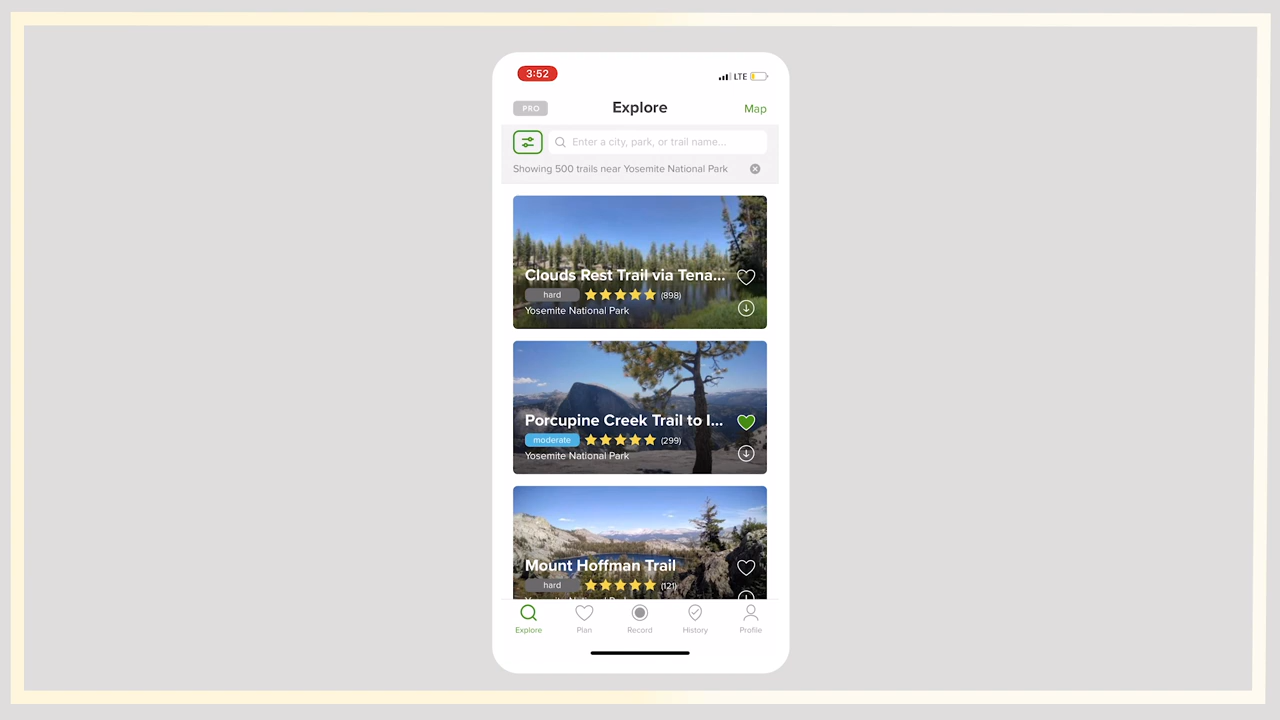 3:52
LTE
PRO
Explore
Map
Enter a city, park, or trail name...
Showing 500 trails near Yosemite National Park
Clouds Rest Trail via Tena...
hard
(898)
Yosemite National Park
Porcupine Creek Trail to I...
moderate
(299)
Yosemite National Park
Mount Hoffman Trail
hard
(121)
Explore
Plan
Record
History
Profile